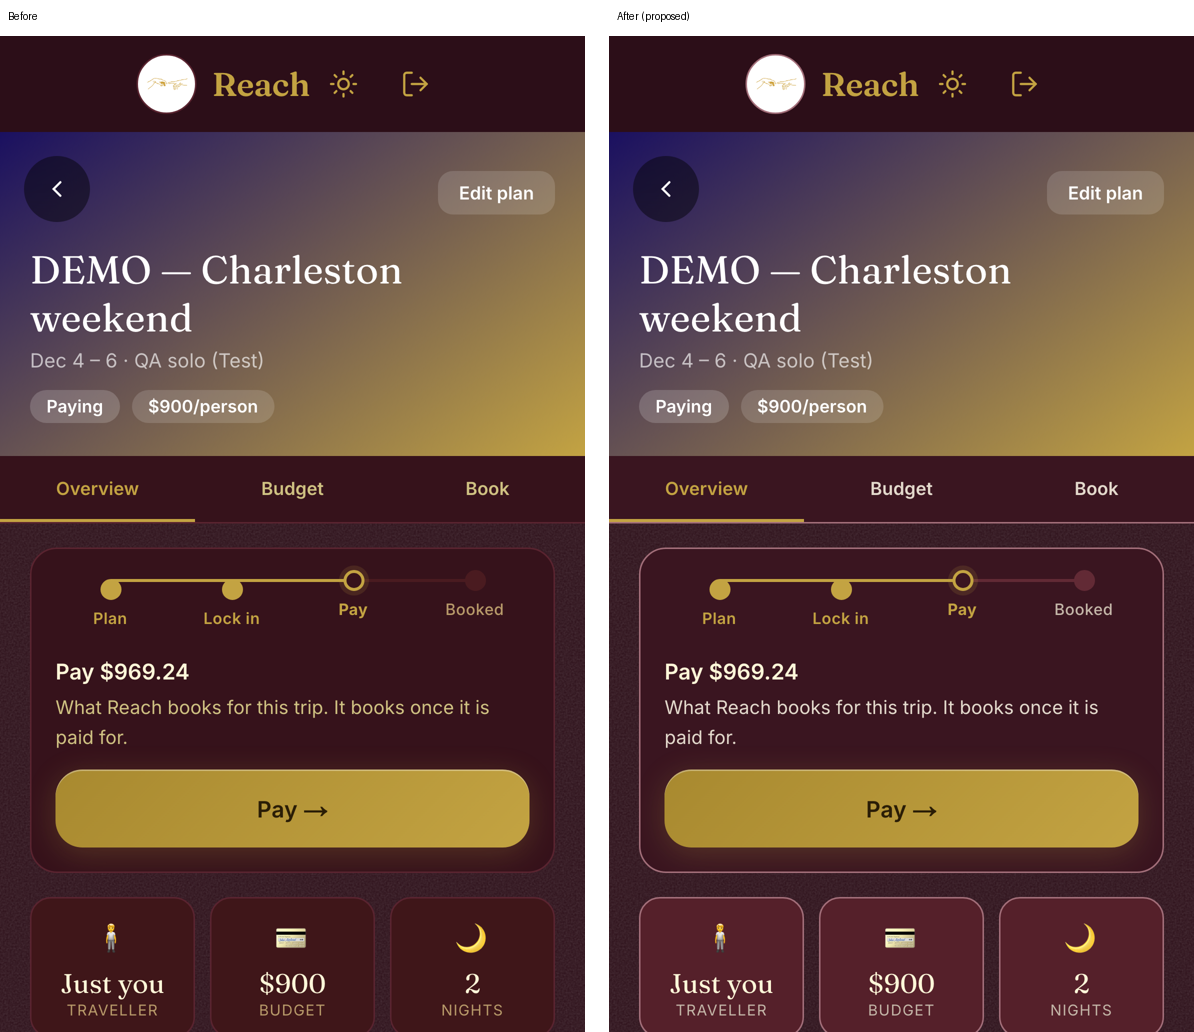 Before
Reach
Edit plan
DEMO — Charleston
weekend
Dec 4 – 6 · QA solo (Test)
Paying
$900/person
Overview
Budget
Book
Plan
Lock in
Pay
Booked
Pay $969.24
What Reach books for this trip. It books once it is
paid for.
Pay →
Just you
TRAVELLER
$900
BUDGET
2
NIGHTS
After (proposed)
Reach
Edit plan
DEMO — Charleston
weekend
Dec 4 – 6 · QA solo (Test)
Paying
$900/person
Overview
Budget
Book
Plan
Lock in
Pay
Booked
Pay $969.24
What Reach books for this trip. It books once it is
paid for.
Pay →
Just you
TRAVELLER
$900
BUDGET
2
NIGHTS